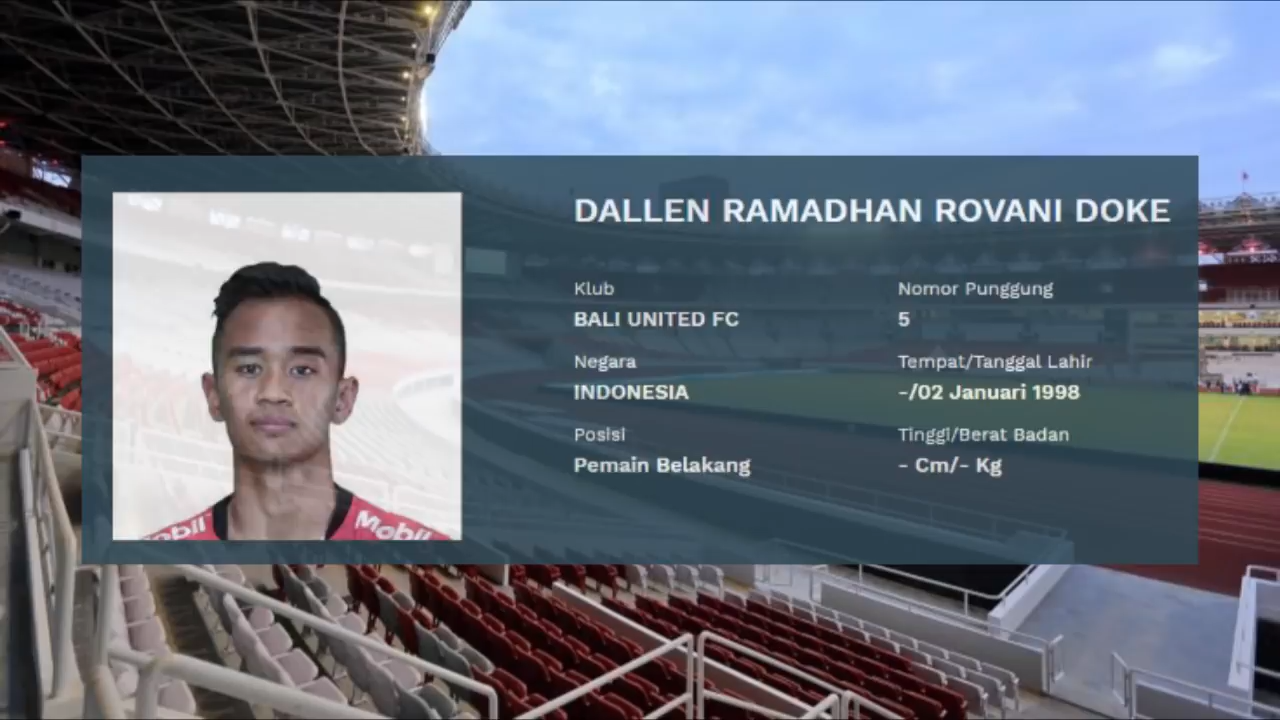 DALLEN RAMADHAN ROVANI DOKE
Klub
BALI UNITED FC
Nomor Punggung
5
Negara
INDONESIA
Tempat/Tanggal Lahir
-/02 Januari 1998
Posisi
Pemain Belakang
Tinggi/Berat Badan
- Cm/- Kg
Mobil